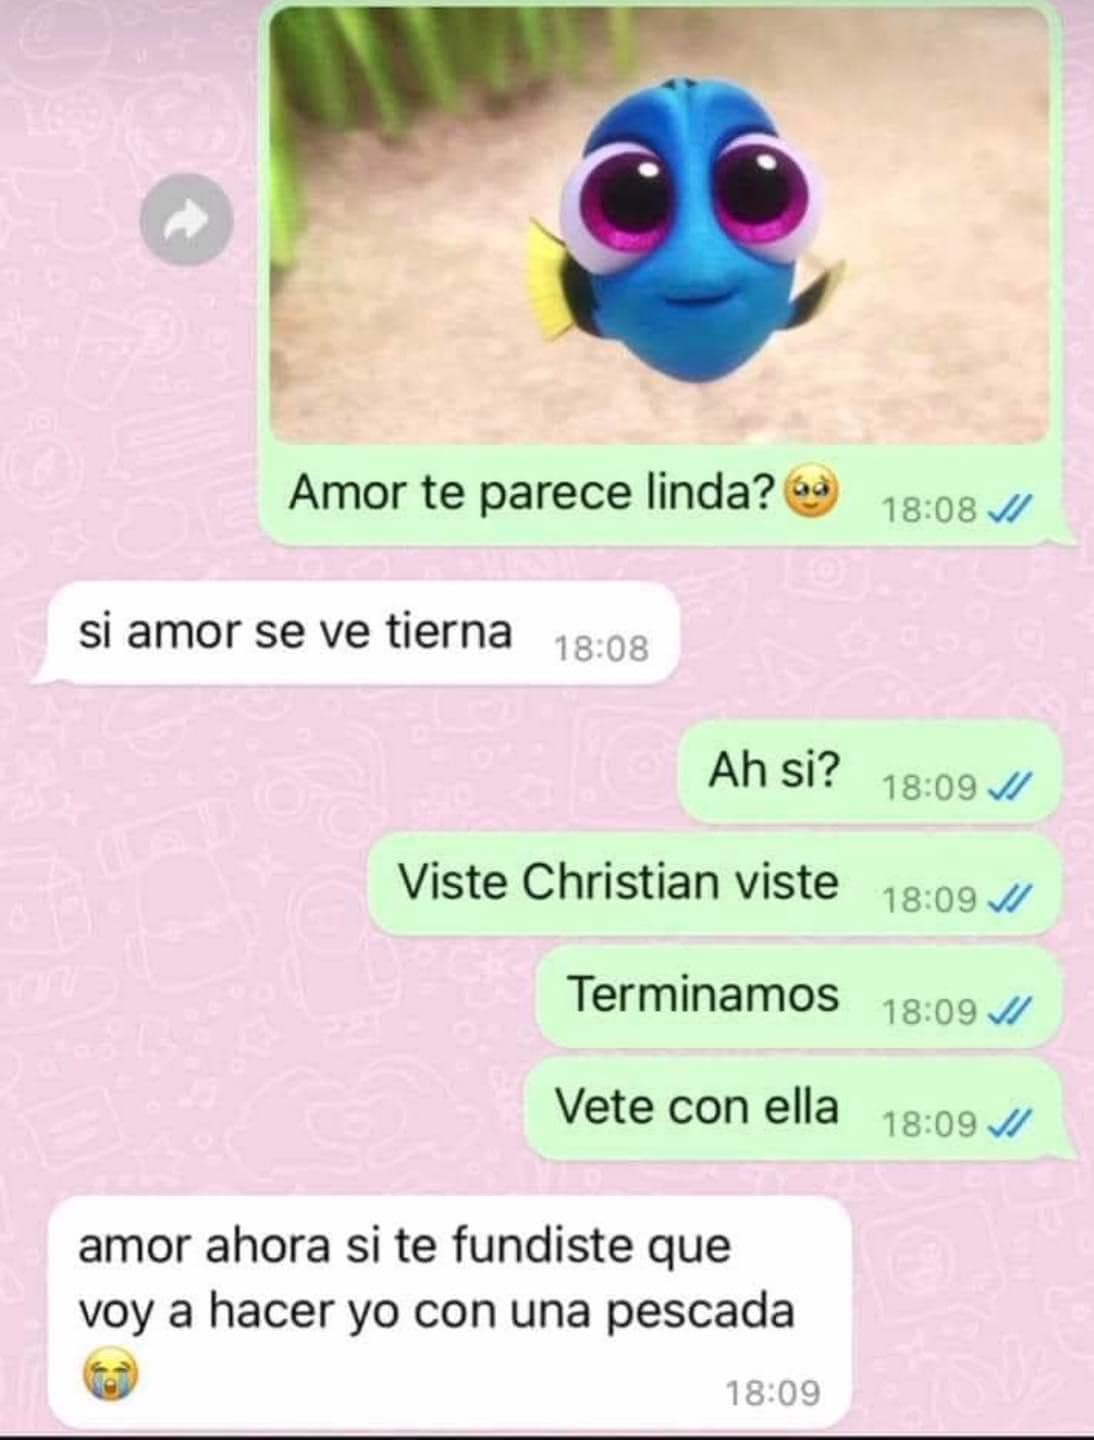 Amor te parece linda?🥹 18:08
si amor se ve tierna 18:08
Ah si? 18:09
Viste Christian viste 18:09
Terminamos 18:09
Vete con ella 18:09
amor ahora si te fundiste que
voy a hacer yo con una pescada
😭 18:09